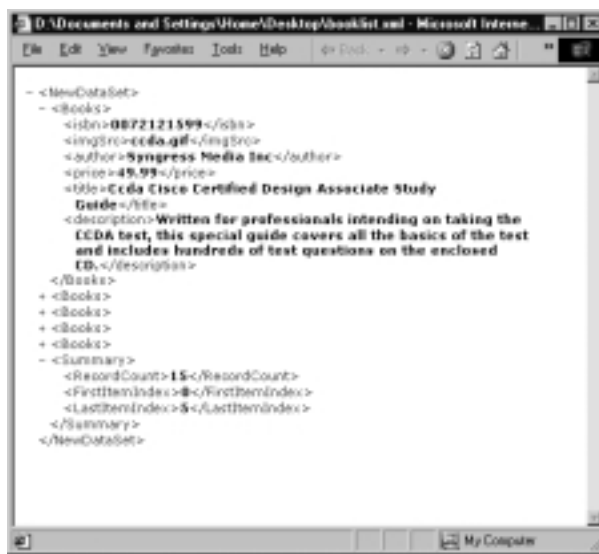 D:\Documents and Settings\Home\Desktop\booklist.xml - Microsoft Interne...
File Edit View Favorites Tools Help Back »
- <NewDataSet>
- <Books>
<isbn>0072121599</isbn>
<imgSrc>ccda.gif</imgSrc>
<author>Syngress Media Inc</author>
<price>49.99</price>
<title>Ccda Cisco Certified Design Associate Study
Guide</title>
<description>Written for professionals intending on taking the
CCDA test, this special guide covers all the basics of the test
and includes hundreds of test questions on the enclosed
CD.</description>
</Books>
+ <Books>
+ <Books>
+ <Books>
+ <Books>
- <Summary>
<RecordCount>15</RecordCount>
<FirstItemIndex>0</FirstItemIndex>
<LastItemIndex>5</LastItemIndex>
</Summary>
</NewDataSet>
My Computer